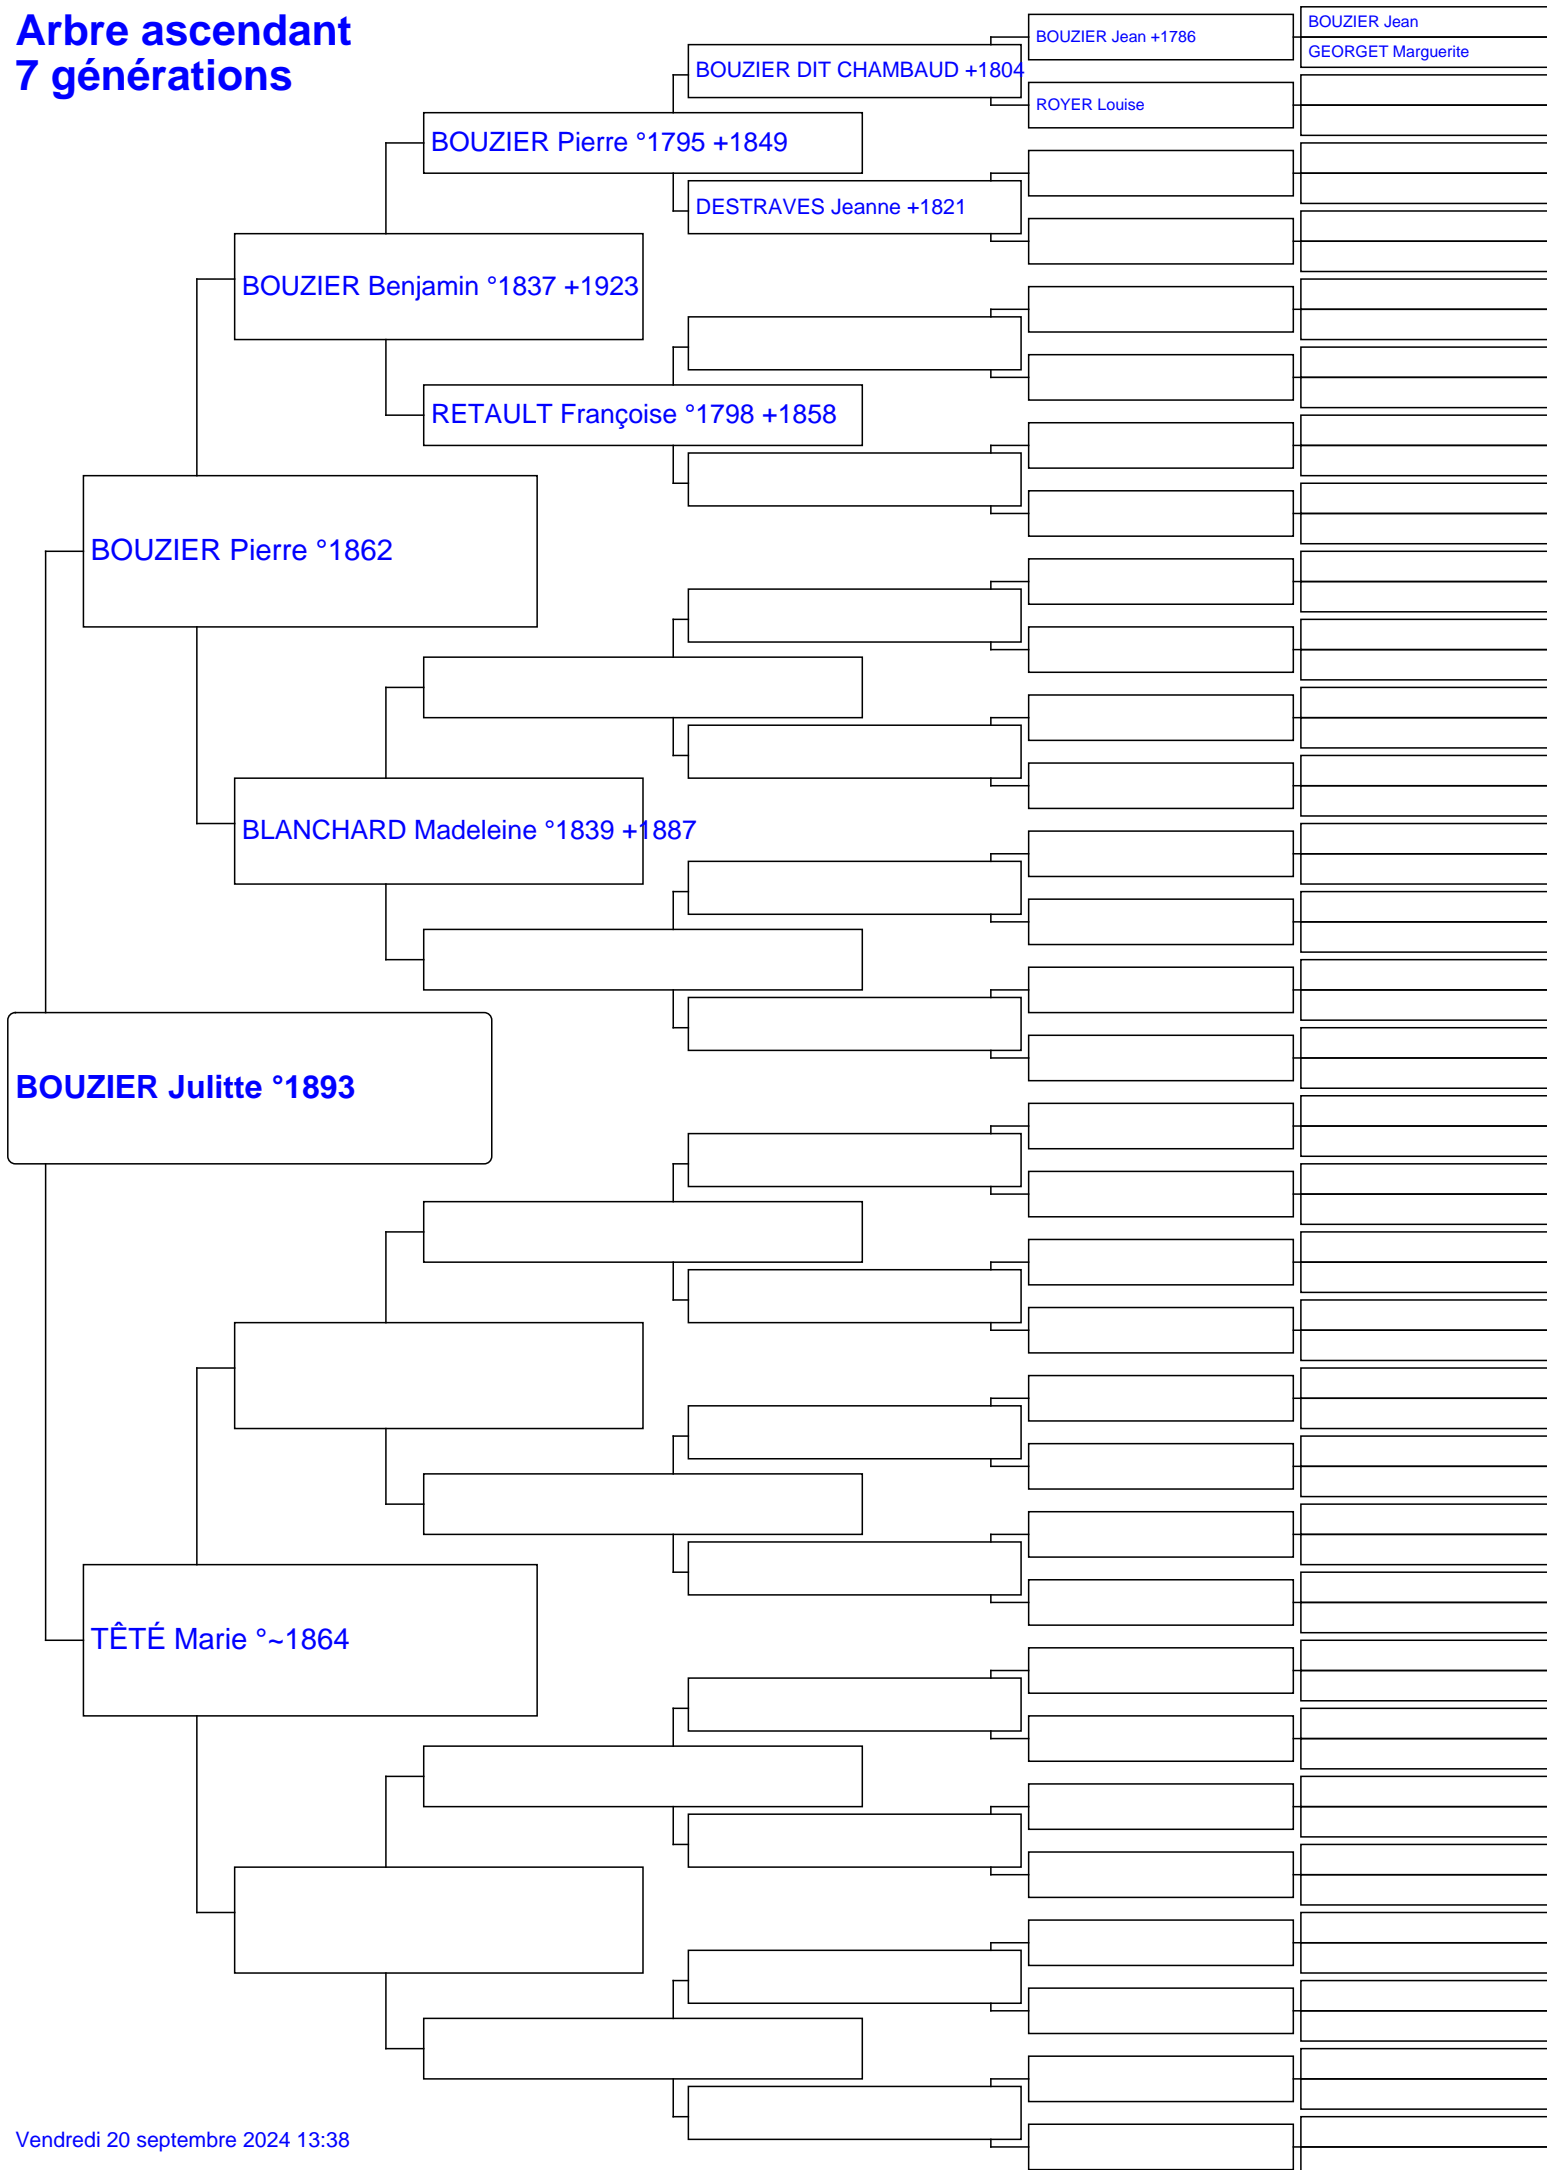 Arbre ascendant
7 générations
BOUZIER Jean
BOUZIER Jean +1786
GEORGET Marguerite
BOUZIER DIT CHAMBAUD +1804
ROYER Louise
BOUZIER Pierre °1795 +1849
DESTRAVES Jeanne +1821
BOUZIER Benjamin °1837 +1923
RETAULT Françoise °1798 +1858
BOUZIER Pierre °1862
BLANCHARD Madeleine °1839 +1887
BOUZIER Julitte °1893
TÊTÉ Marie °~1864
Vendredi 20 septembre 2024 13:38